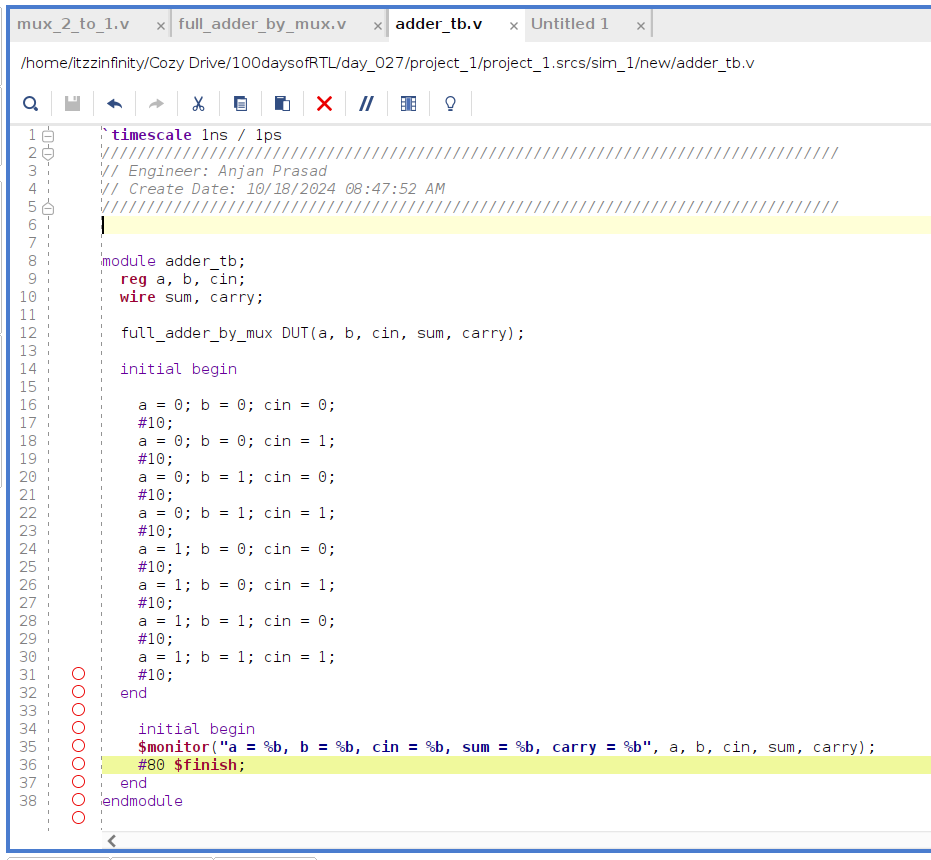 mux_2_to_1.v × full_adder_by_mux.v × adder_tb.v × Untitled 1 ×
/home/itzzinfinity/Cozy Drive/100daysofRTL/day_027/project_1/project_1.srcs/sim_1/new/adder_tb.v
1 `timescale 1ns / 1ps
2 //////////////////////////////////////////////////////////////////////////////////
3 // Engineer: Anjan Prasad
4 // Create Date: 10/18/2024 08:47:52 AM
5 //////////////////////////////////////////////////////////////////////////////////
6
7
8 module adder_tb;
9 reg a, b, cin;
10 wire sum, carry;
11
12 full_adder_by_mux DUT(a, b, cin, sum, carry);
13
14 initial begin
15
16 a = 0; b = 0; cin = 0;
17 #10;
18 a = 0; b = 0; cin = 1;
19 #10;
20 a = 0; b = 1; cin = 0;
21 #10;
22 a = 0; b = 1; cin = 1;
23 #10;
24 a = 1; b = 0; cin = 0;
25 #10;
26 a = 1; b = 0; cin = 1;
27 #10;
28 a = 1; b = 1; cin = 0;
29 #10;
30 a = 1; b = 1; cin = 1;
31 #10;
32 end
33
34 initial begin
35 $monitor("a = %b, b = %b, cin = %b, sum = %b, carry = %b", a, b, cin, sum, carry);
36 #80 $finish;
37 end
38 endmodule